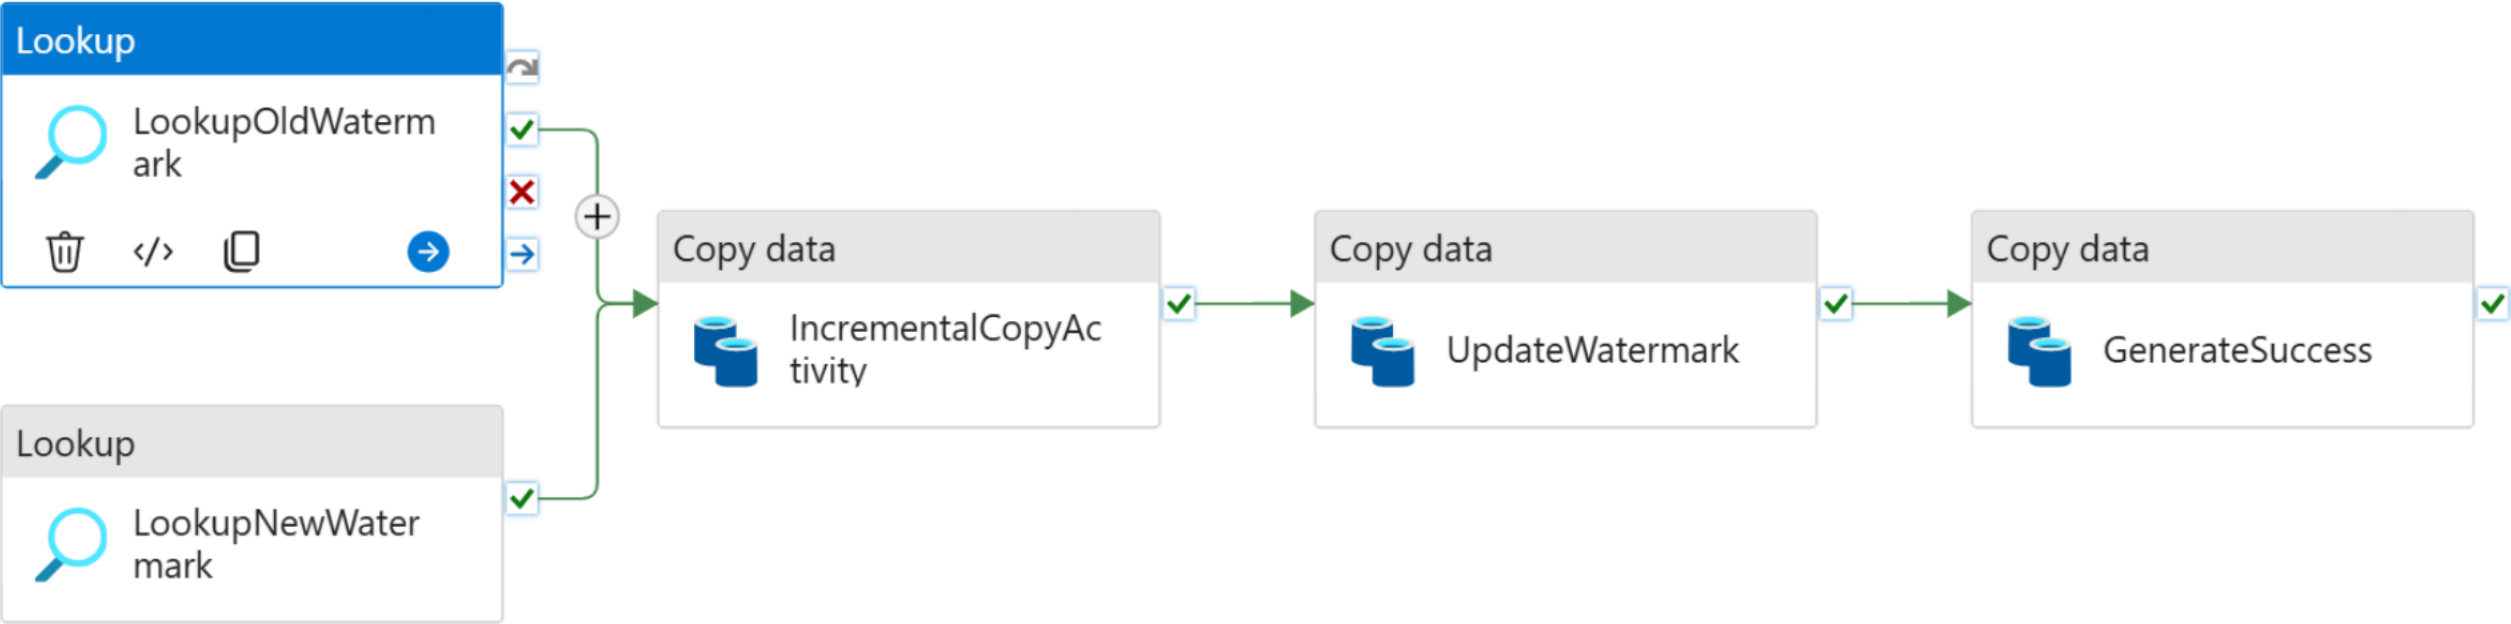 Lookup
LookupOldWaterm
ark
</>
Lookup
LookupNewWater
mark
Copy data
IncrementalCopyAc
tivity
Copy data
UpdateWatermark
Copy data
GenerateSuccess